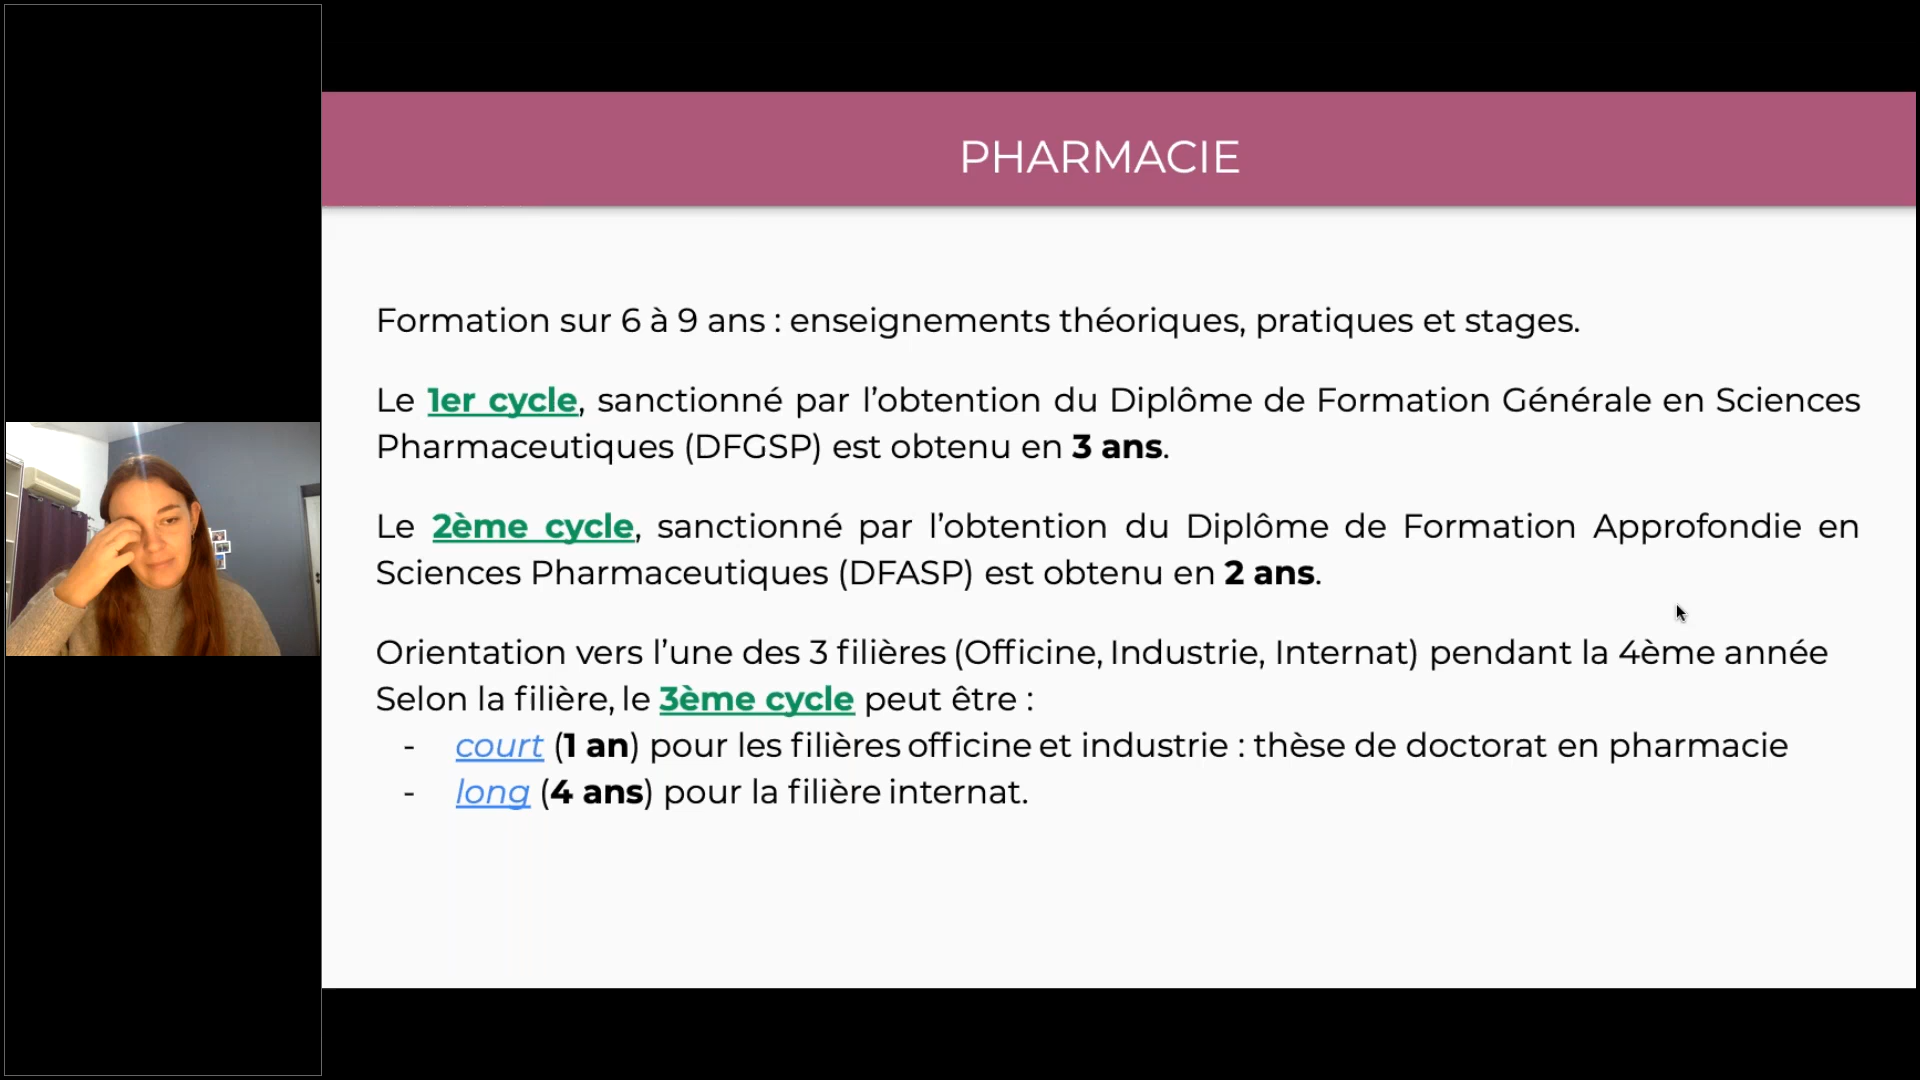 PHARMACIE
Formation sur 6 à 9 ans : enseignements théoriques, pratiques et stages.
Le 1er cycle, sanctionné par l’obtention du Diplôme de Formation Générale en Sciences
Pharmaceutiques (DFGSP) est obtenu en 3 ans.
Le 2ème cycle, sanctionné par l’obtention du Diplôme de Formation Approfondie en
Sciences Pharmaceutiques (DFASP) est obtenu en 2 ans.
Orientation vers l’une des 3 filières (Officine, Industrie, Internat) pendant la 4ème année
Selon la filière, le 3ème cycle peut être :
- court (1 an) pour les filières officine et industrie : thèse de doctorat en pharmacie
- long (4 ans) pour la filière internat.